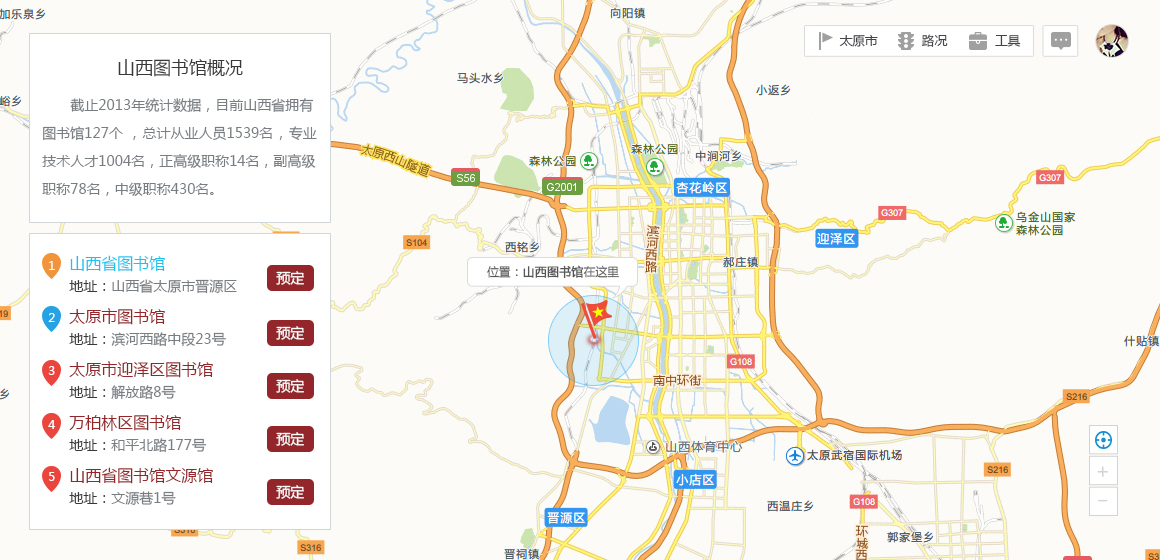 加乐泉乡
向阳镇
太原市
路况
工具
山西图书馆概况
截止2013年统计数据，目前山西省拥有
图书馆127个 ，总计从业人员1539名，专业
技术人才1004名，正高级职称14名，副高级
职称78名，中级职称430名。
峪乡
马头水乡
小返乡
太原西山隧道
S56
G2001
森林公园
森林公园
中涧河乡
杏花岭区
G307
G307
乌金山国家
森林公园
迎泽区
S104
西铭乡
滨河西路
郝庄镇
位置：山西图书馆在这里
1
山西省图书馆
地址：山西省太原市晋源区
预定
2
太原市图书馆
地址：滨河西路中段23号
预定
3
太原市迎泽区图书馆
地址：解放路8号
预定
4
万柏林区图书馆
地址：和平北路177号
预定
5
山西省图书馆文源馆
地址：文源巷1号
预定
19
乡
什贴镇
G108
南中环街
S216
山西体育中心
太原武宿国际机场
S216
小店区
G108
西温庄乡
晋源区
郭家堡乡
环城西
晋祠镇
S316
S316
S3